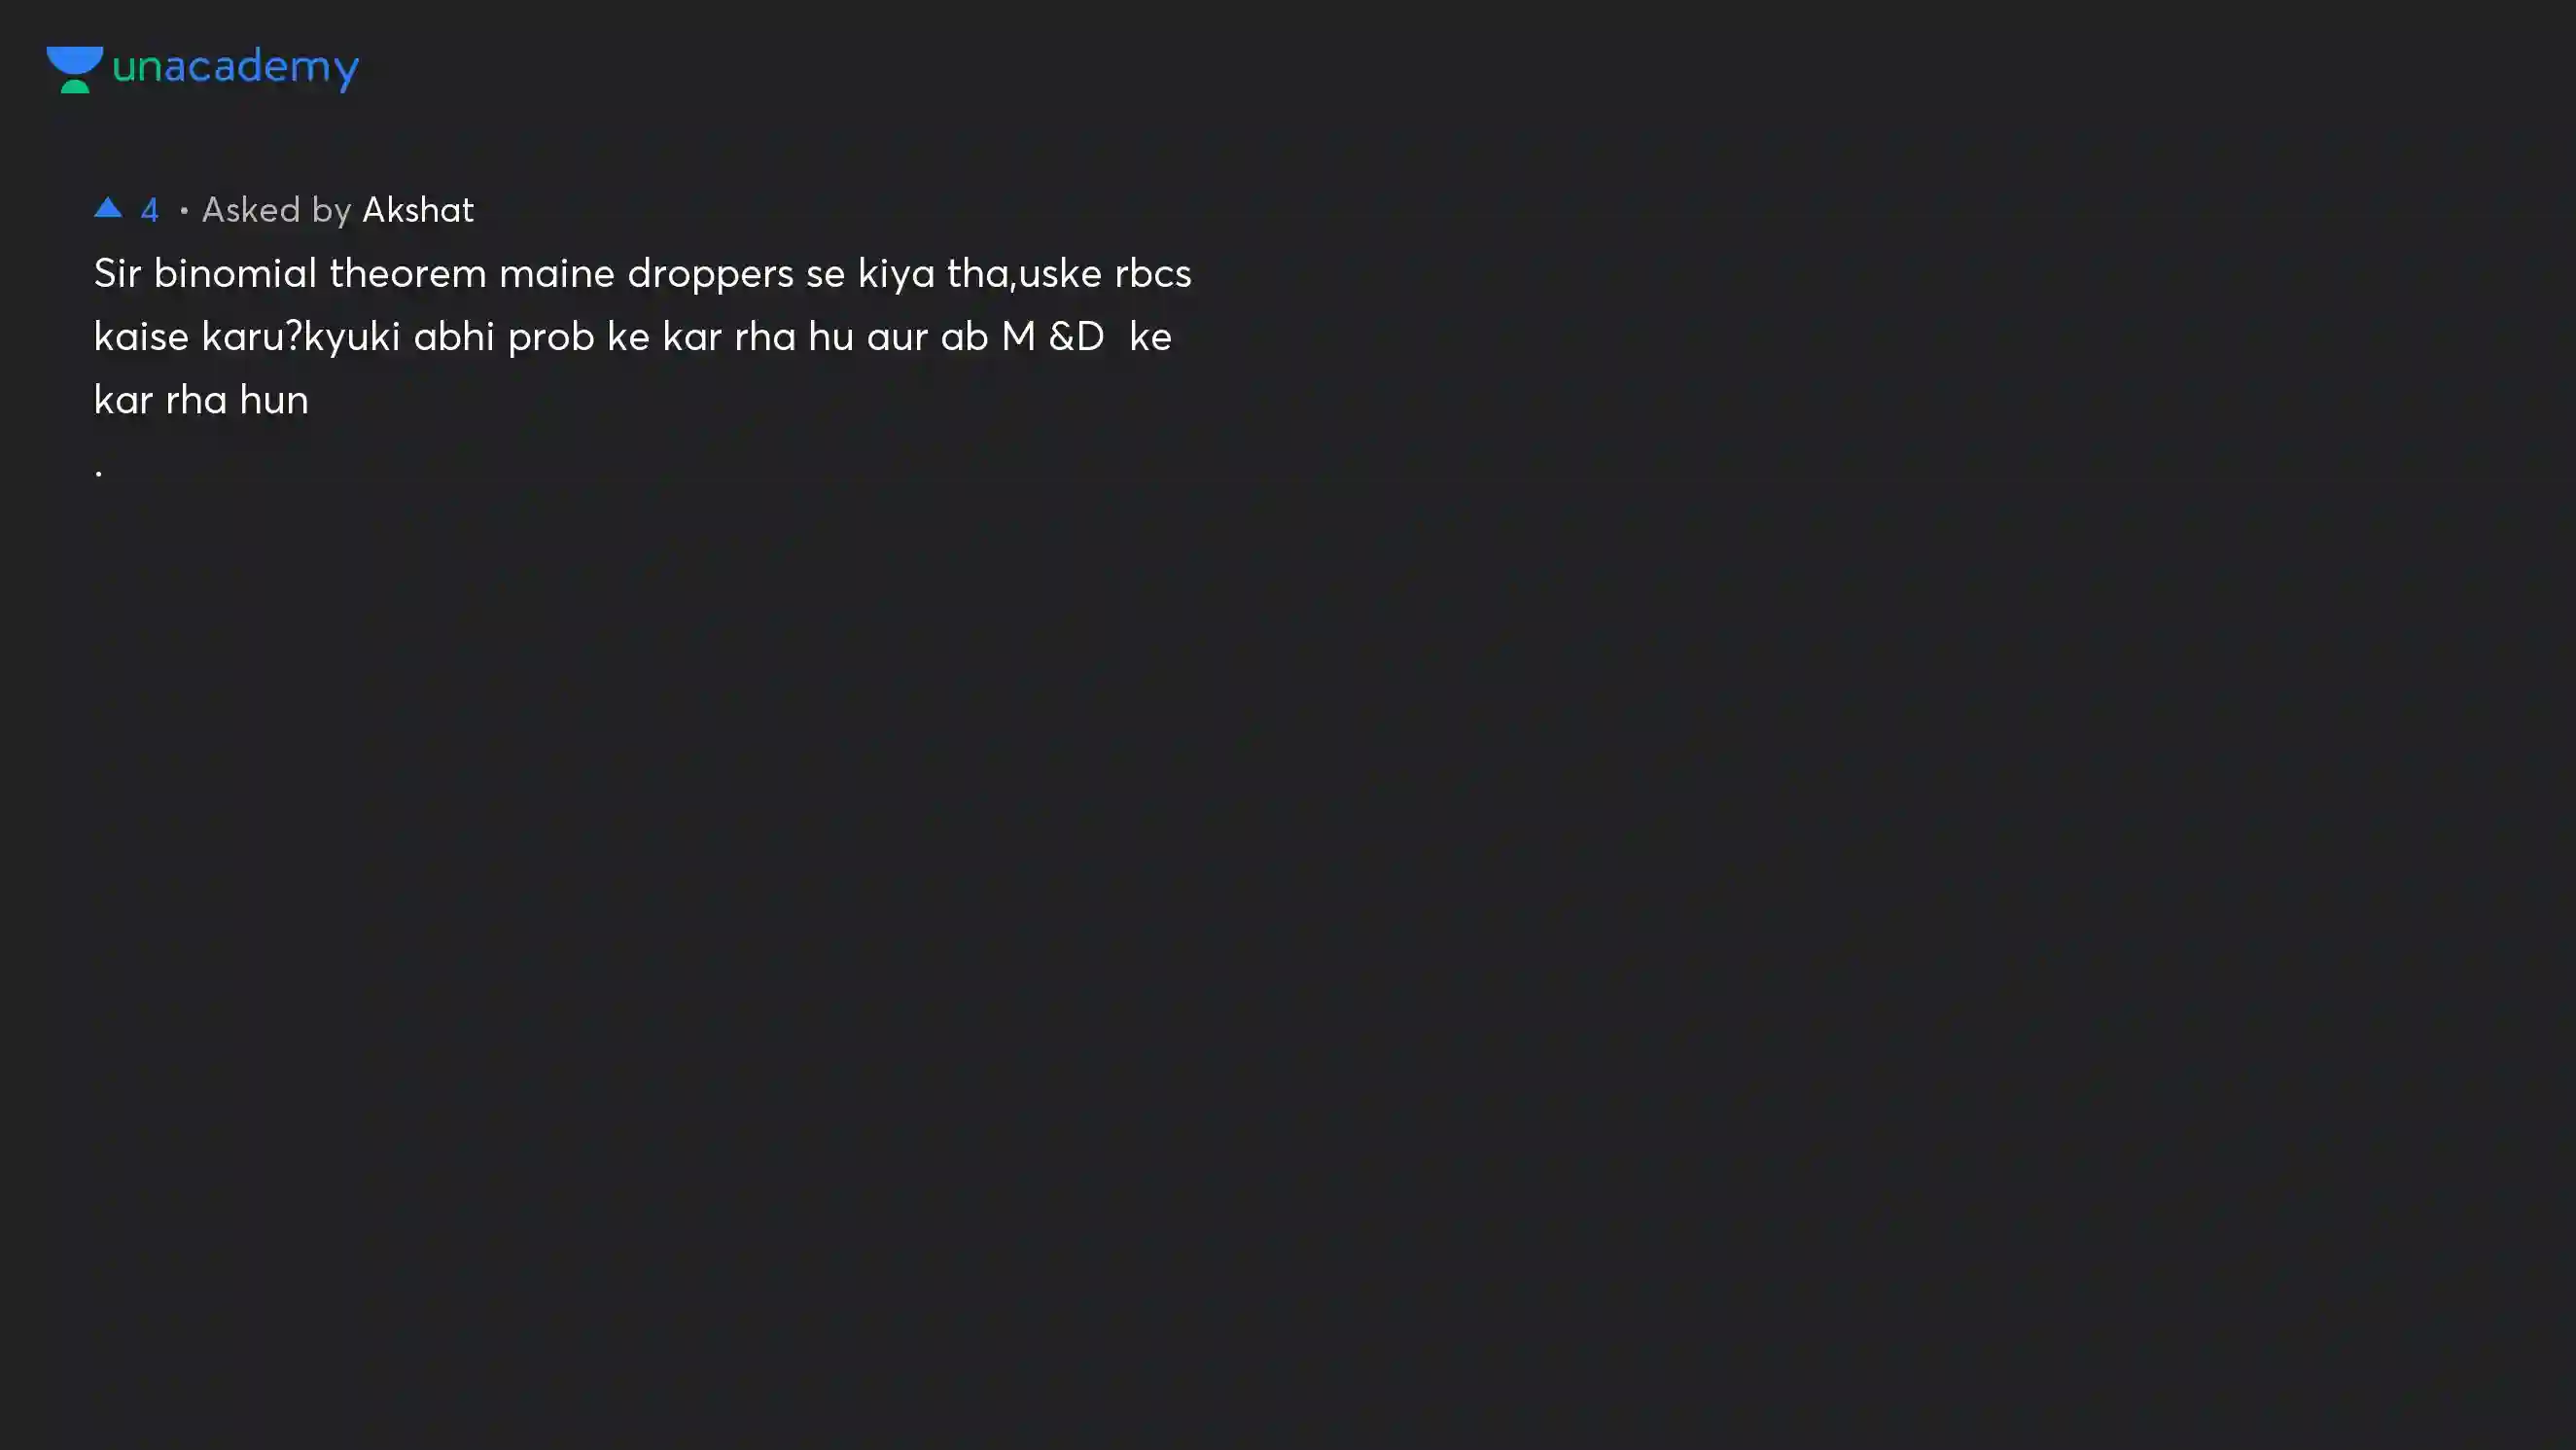 unacademy
▲ 4 • Asked by Akshat
Sir binomial theorem maine droppers se kiya tha,uske rbcs
kaise karu?kyuki abhi prob ke kar rha hu aur ab M &D  ke
kar rha hun
.